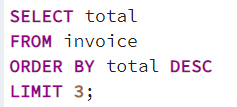 SELECT total
FROM invoice
ORDER BY total DESC
LIMIT 3;